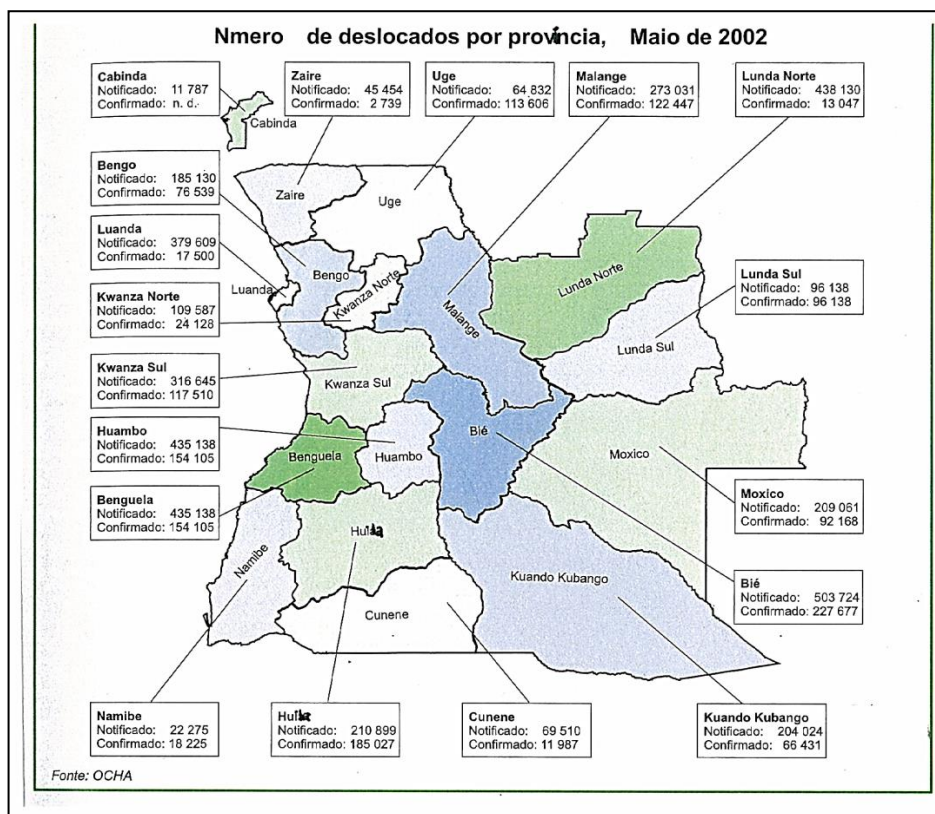 Nmero de deslocados por província, Maio de 2002
Cabinda
Notificado: 11 787
Confirmado: n. d.
Zaire
Notificado: 45 454
Confirmado: 2 739
Uge
Notificado: 64 832
Confirmado: 113 606
Malange
Notificado: 273 031
Confirmado: 122 447
Lunda Norte
Notificado: 438 130
Confirmado: 13 047
Cabinda
Bengo
Notificado: 185 130
Confirmado: 76 539
Zaire
Uge
Luanda
Notificado: 379 609
Confirmado: 17 500
Bengo
Luanda
Kwanza Norte
Malange
Lunda Norte
Lunda Sul
Notificado: 96 138
Confirmado: 96 138
Kwanza Norte
Notificado: 109 587
Confirmado: 24 128
Lunda Sul
Kwanza Sul
Notificado: 316 645
Confirmado: 117 510
Kwanza Sul
Huambo
Notificado: 435 138
Confirmado: 154 105
Benguela
Huambo
Bié
Moxico
Benguela
Notificado: 435 138
Confirmado: 154 105
Moxico
Notificado: 209 061
Confirmado: 92 168
Namibe
Huíla
Kuando Kubango
Cunene
Bié
Notificado: 503 724
Confirmado: 227 677
Namibe
Notificado: 22 275
Confirmado: 18 225
Huíla
Notificado: 210 899
Confirmado: 185 027
Cunene
Notificado: 69 510
Confirmado: 11 987
Kuando Kubango
Notificado: 204 024
Confirmado: 66 431
Fonte: OCHA